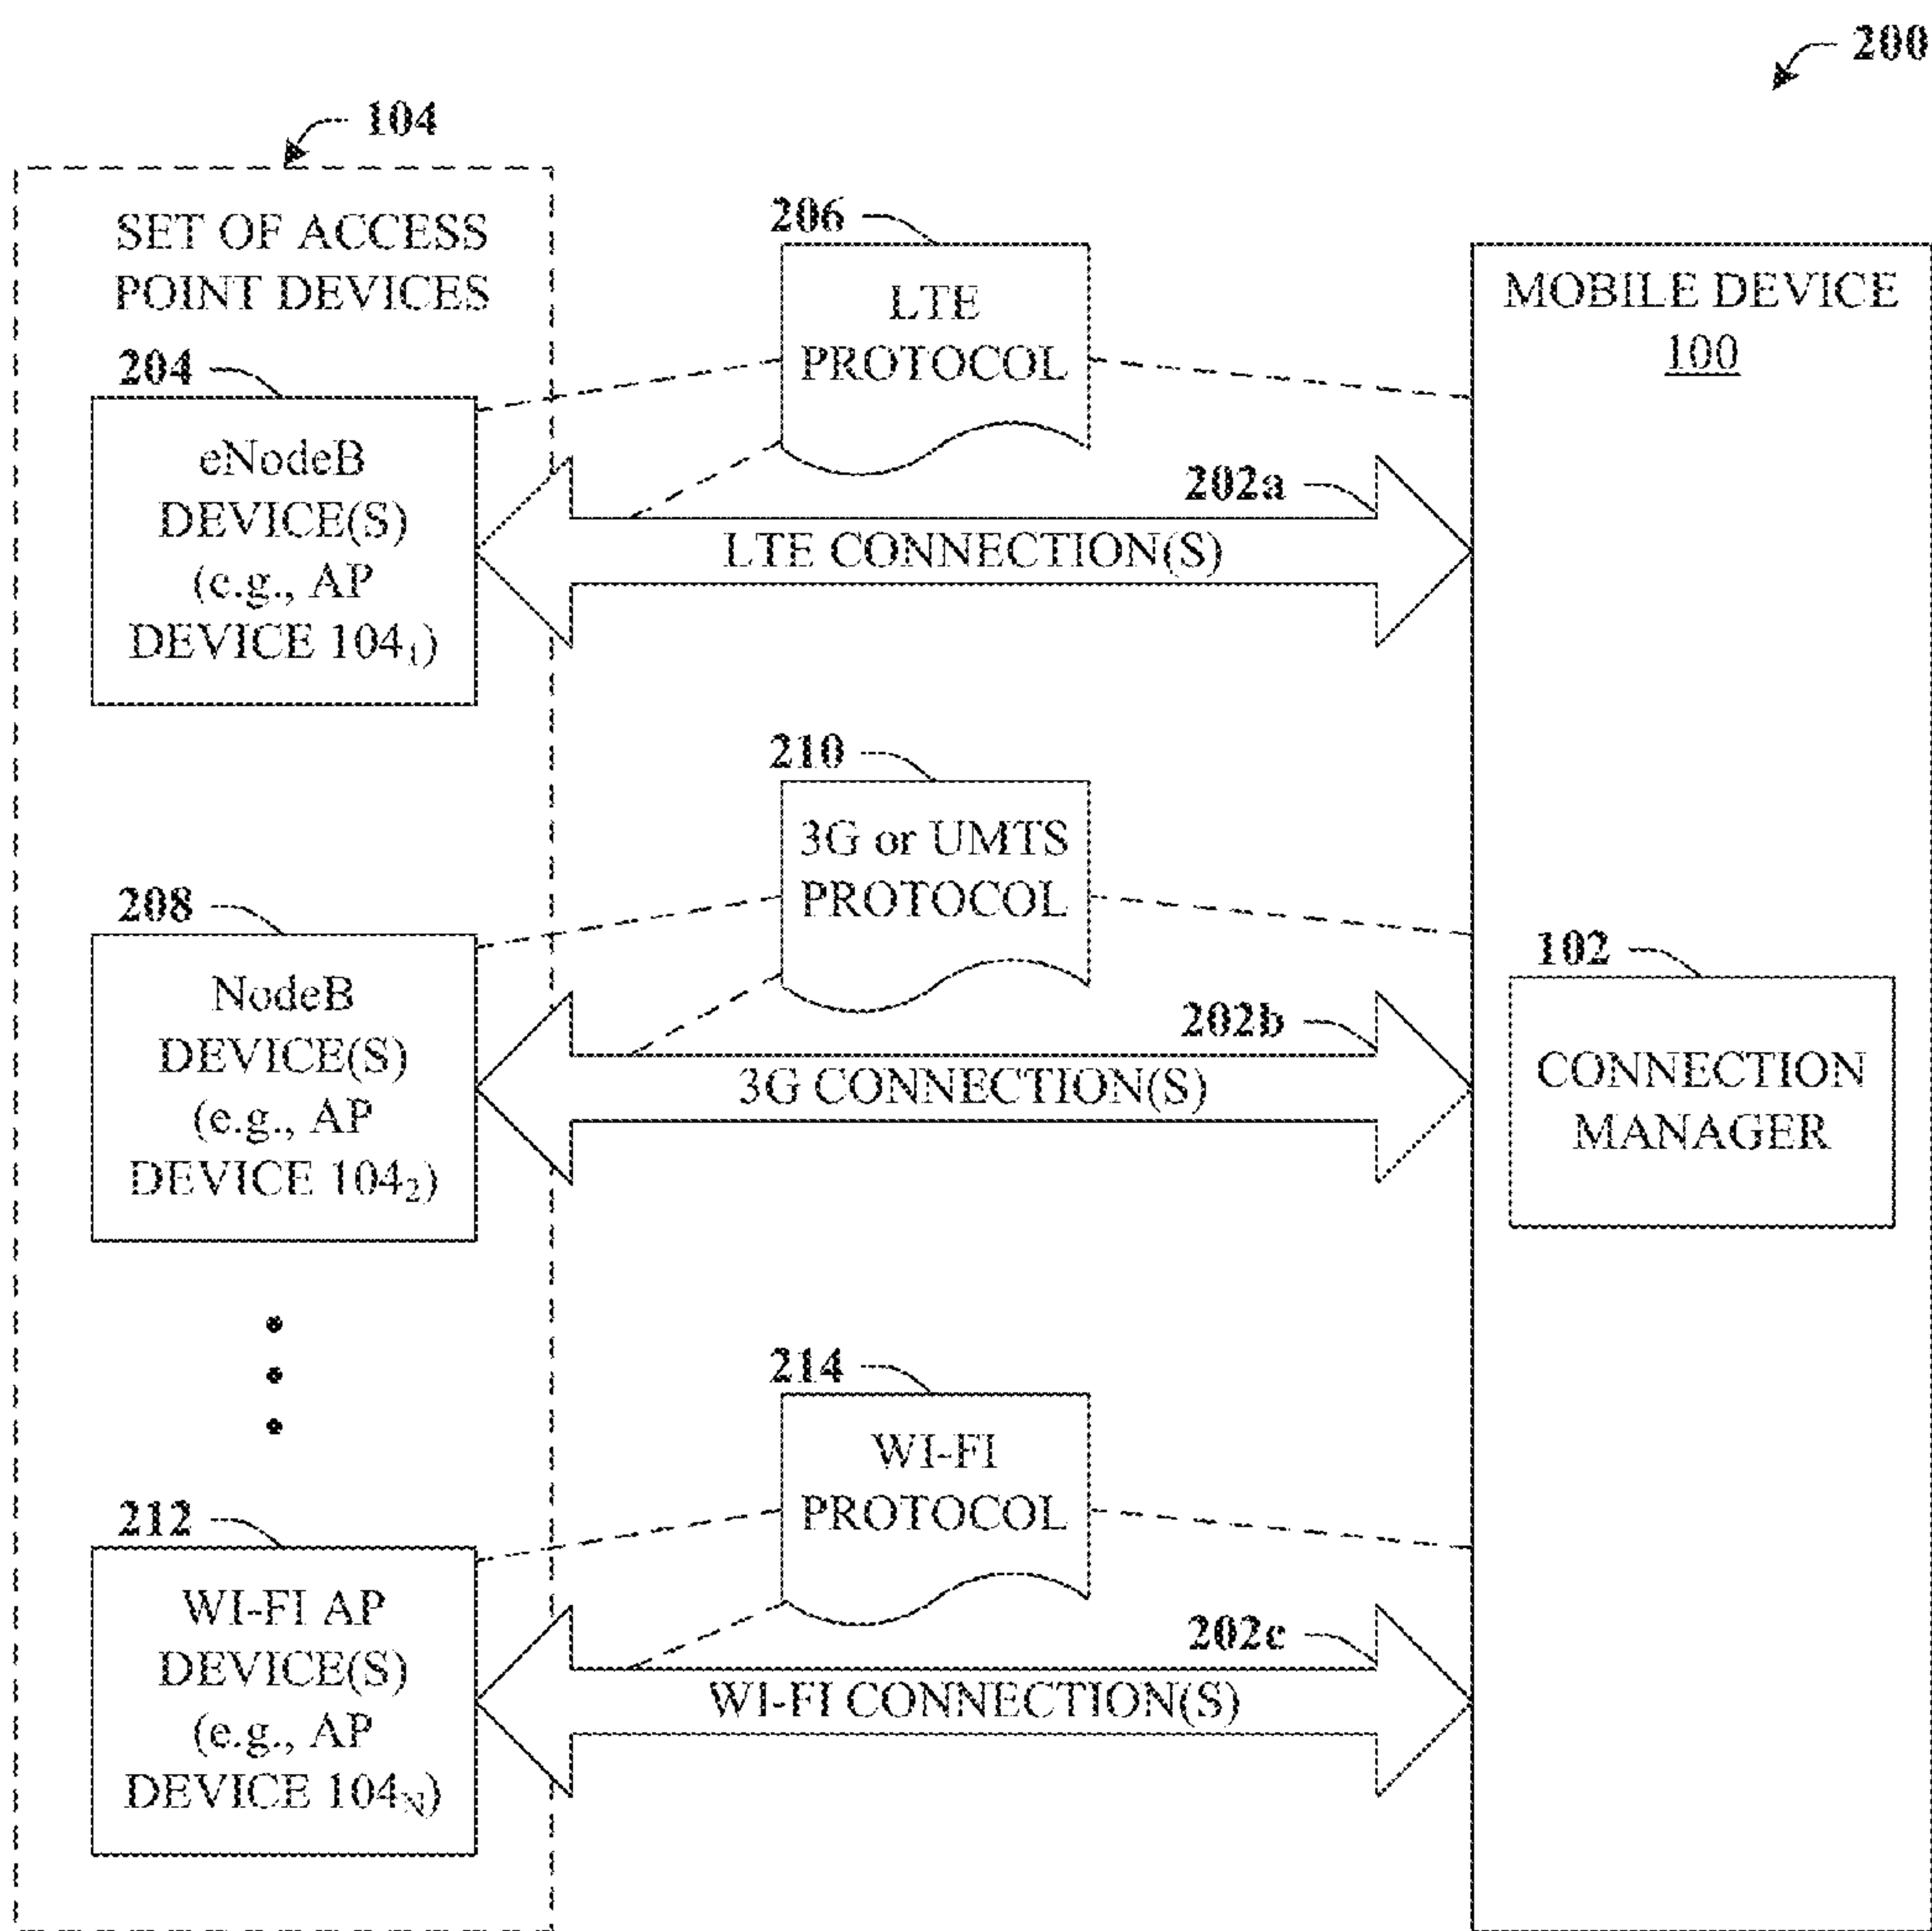 200
104
SET OF ACCESS
POINT DEVICES
206
LTE
PROTOCOL
MOBILE DEVICE
100
204
eNodeB
DEVICE(S)
(e.g., AP
DEVICE 104₁)
202a
LTE CONNECTION(S)
210
3G or UMTS
PROTOCOL
208
NodeB
DEVICE(S)
(e.g., AP
DEVICE 104₂)
202b
3G CONNECTION(S)
102
CONNECTION
MANAGER
214
WI-FI
PROTOCOL
212
WI-FI AP
DEVICE(S)
(e.g., AP
DEVICE 104N)
202c
WI-FI CONNECTION(S)